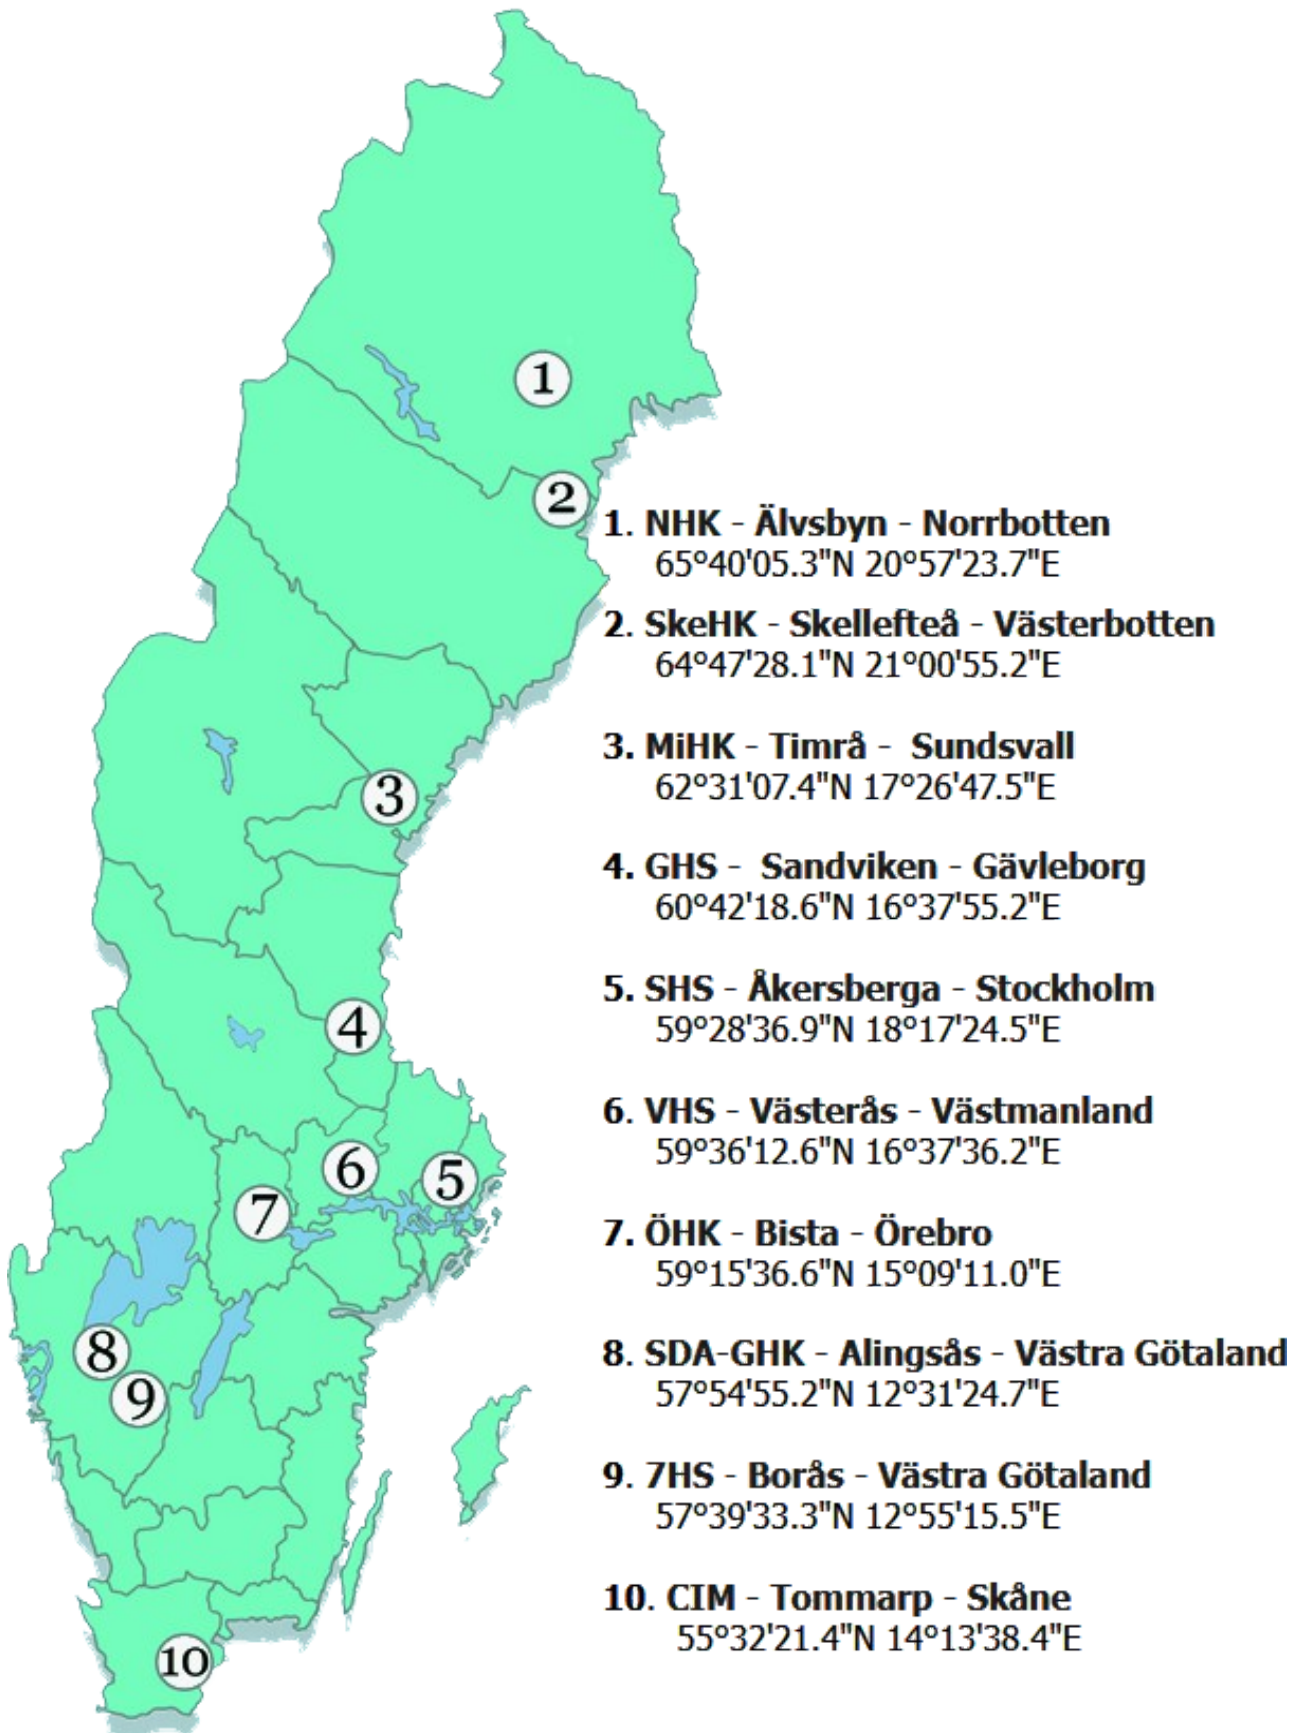 1
2
3
4
5
6
7
8
9
10
1. NHK - Älvsbyn - Norrbotten
65°40'05.3"N 20°57'23.7"E
2. SkeHK - Skellefteå - Västerbotten
64°47'28.1"N 21°00'55.2"E
3. MiHK - Timrå - Sundsvall
62°31'07.4"N 17°26'47.5"E
4. GHS - Sandviken - Gävleborg
60°42'18.6"N 16°37'55.2"E
5. SHS - Åkersberga - Stockholm
59°28'36.9"N 18°17'24.5"E
6. VHS - Västerås - Västmanland
59°36'12.6"N 16°37'36.2"E
7. ÖHK - Bista - Örebro
59°15'36.6"N 15°09'11.0"E
8. SDA-GHK - Alingsås - Västra Götaland
57°54'55.2"N 12°31'24.7"E
9. 7HS - Borås - Västra Götaland
57°39'33.3"N 12°55'15.5"E
10. CIM - Tommarp - Skåne
55°32'21.4"N 14°13'38.4"E